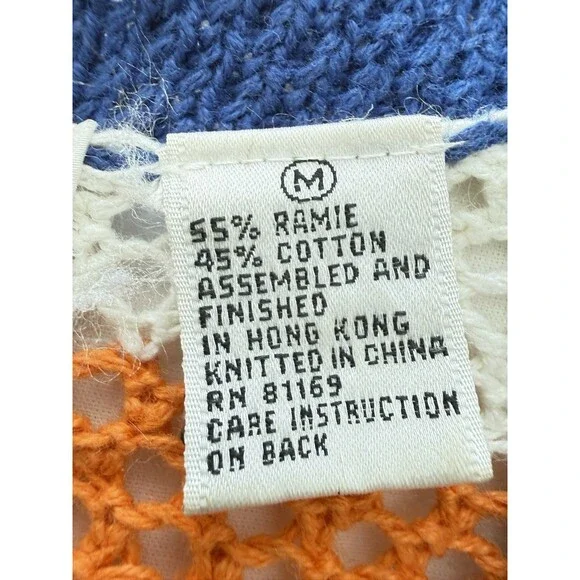 M
55% RAMIE
45% COTTON
ASSEMBLED AND
FINISHED
IN HONG KONG
KNITTED IN CHINA
RN 81169
CARE INSTRUCTION
ON BACK